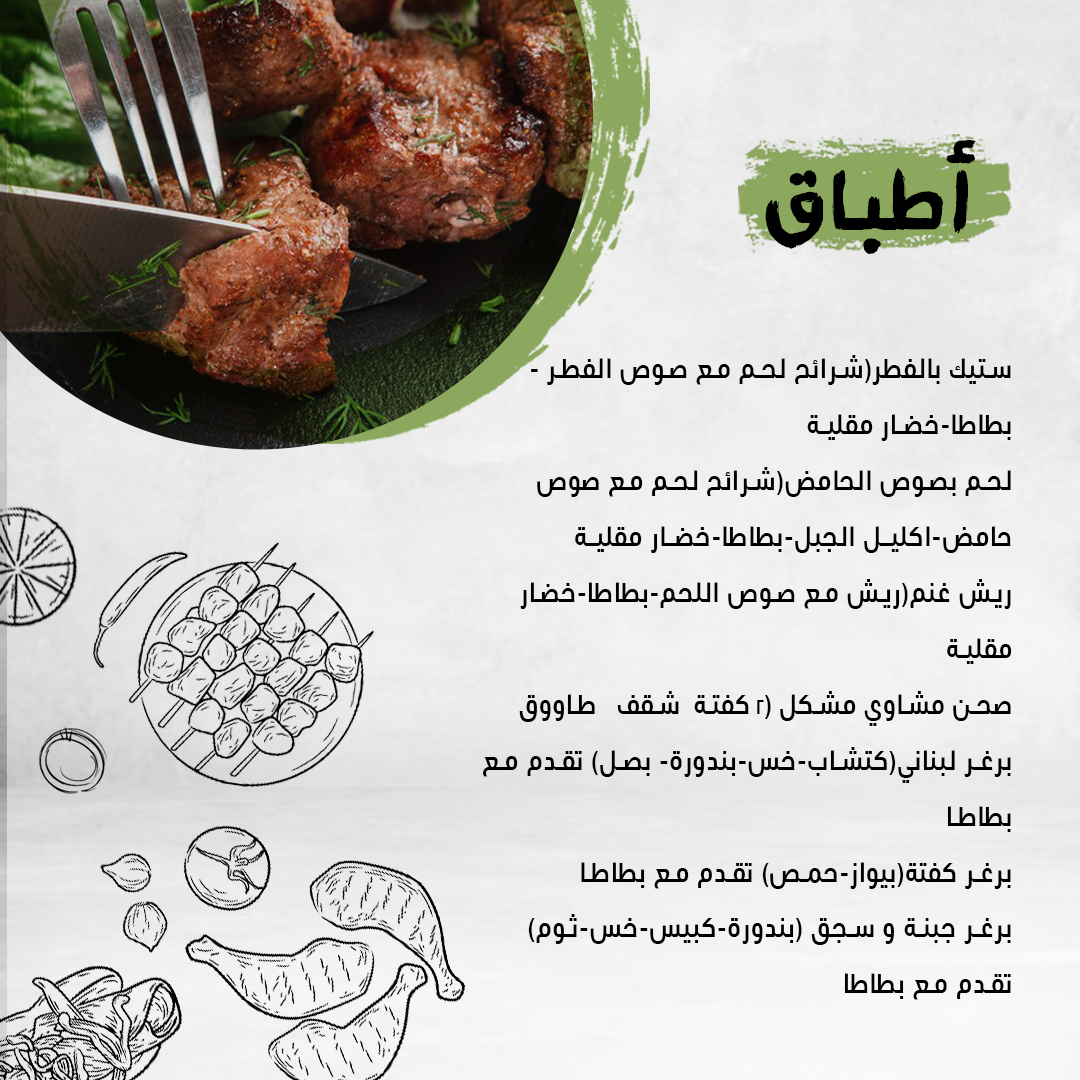 أطباق
ستيك بالفطر(شرائح لحم مع صوص الفطر -
بطاطا-خضار مقلية
لحم بصوص الحامض(شرائح لحم مع صوص
حامض-اكليل الجبل-بطاطا-خضار مقلية
ريش غنم(ريش مع صوص اللحم-بطاطا-خضار
مقلية
صحن مشاوي مشكل (٢ كفتة شقف طاووق
برغر لبناني(كتشاب-خس-بندورة- بصل) تقدم مع
بطاطا
برغر كفتة(بيواز-حمص) تقدم مع بطاطا
برغر جبنة و سجق (بندورة-كبيس-خس-ثوم)
تقدم مع بطاطا